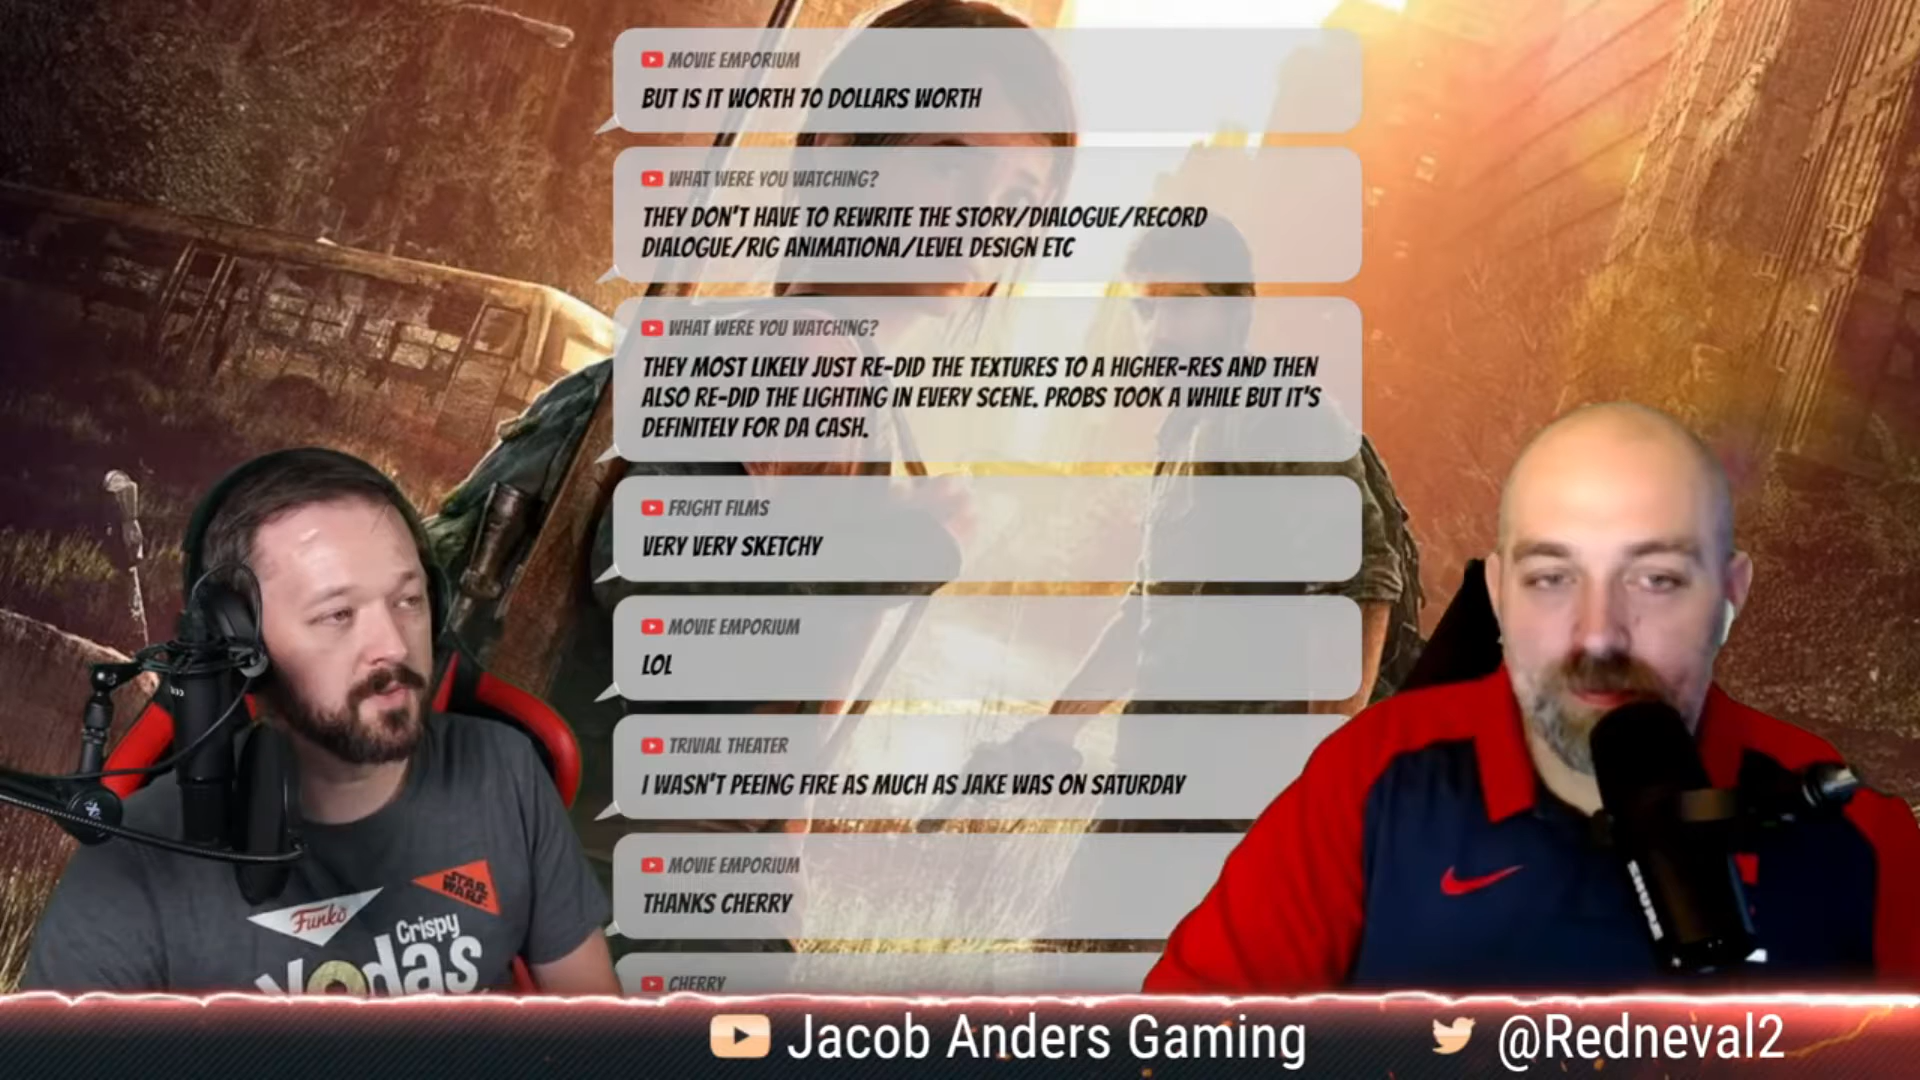 MOVIE EMPORIUM
BUT IS IT WORTH 70 DOLLARS WORTH
WHAT WERE YOU WATCHING?
THEY DON'T HAVE TO REWRITE THE STORY/DIALOGUE/RECORD
DIALOGUE/RIG ANIMATIONA/LEVEL DESIGN ETC
WHAT WERE YOU WATCHING?
THEY MOST LIKELY JUST RE-DID THE TEXTURES TO A HIGHER-RES AND THEN
ALSO RE-DID THE LIGHTING IN EVERY SCENE. PROBS TOOK A WHILE BUT IT'S
DEFINITELY FOR DA CASH.
FRIGHT FILMS
VERY VERY SKETCHY
MOVIE EMPORIUM
LOL
TRIVIAL THEATER
I WASN'T PEEING FIRE AS MUCH AS JAKE WAS ON SATURDAY
MOVIE EMPORIUM
THANKS CHERRY
CHERRY
Funko
STAR
WARS
Crispy
Yodas
SHURE
Jacob Anders Gaming
@Redneval2